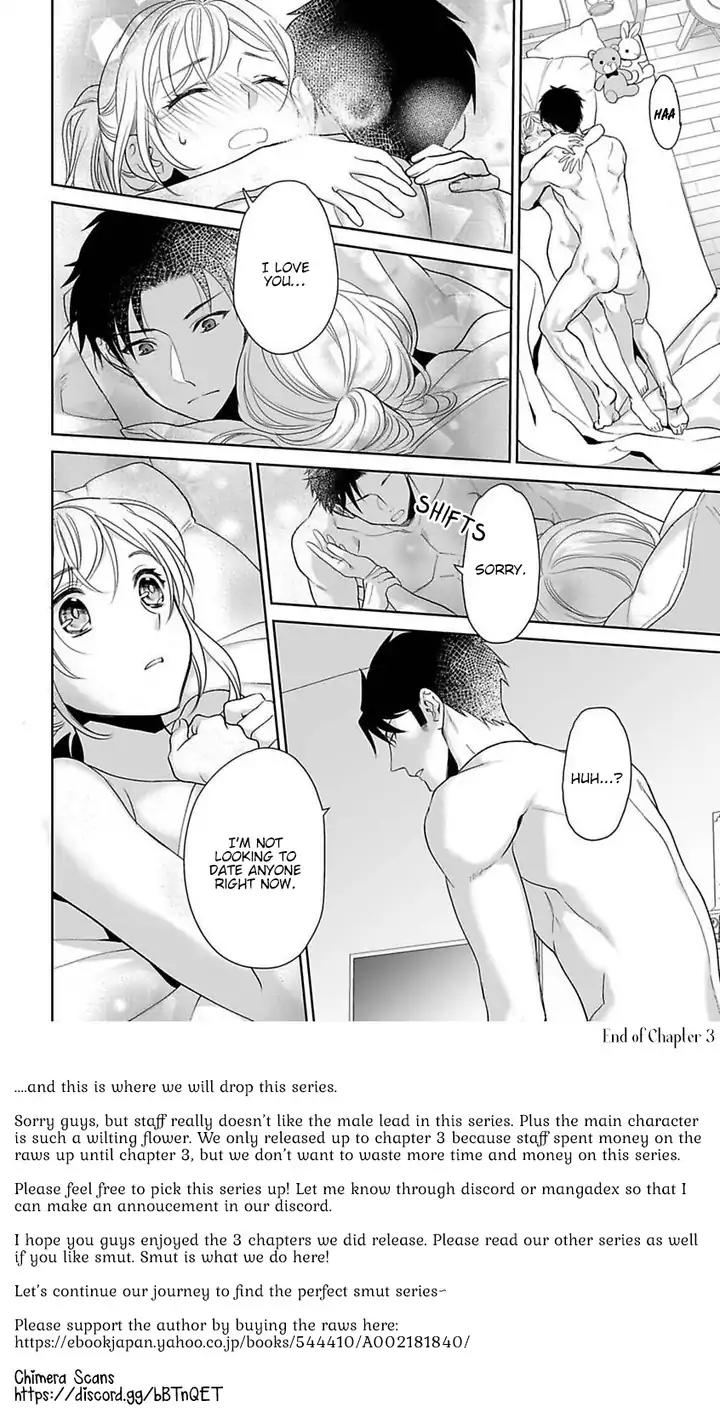 HAA
I LOVE
YOU...
SHIFTS
SORRY.
HUH...?
I'M NOT
LOOKING TO
DATE ANYONE
RIGHT NOW.
End of Chapter 3
....and this is where we will drop this series.
Sorry guys, but staff really doesn't like the male lead in this series. Plus the main character
is such a wilting flower. We only released up to chapter 3 because staff spent money on the
raws up until chapter 3, but we don't want to waste more time and money on this series.
Please feel free to pick this series up! Let me know through discord or mangadex so that I
can make an annoucement in our discord.
I hope you guys enjoyed the 3 chapters we did release. Please read our other series as well
if you like smut. Smut is what we do here!
Let's continue our journey to find the perfect smut series~
Please support the author by buying the raws here:
https://ebookjapan.yahoo.co.jp/books/544410/A002181840/
Chimera Scans
https://discord.gg/bBTnQET